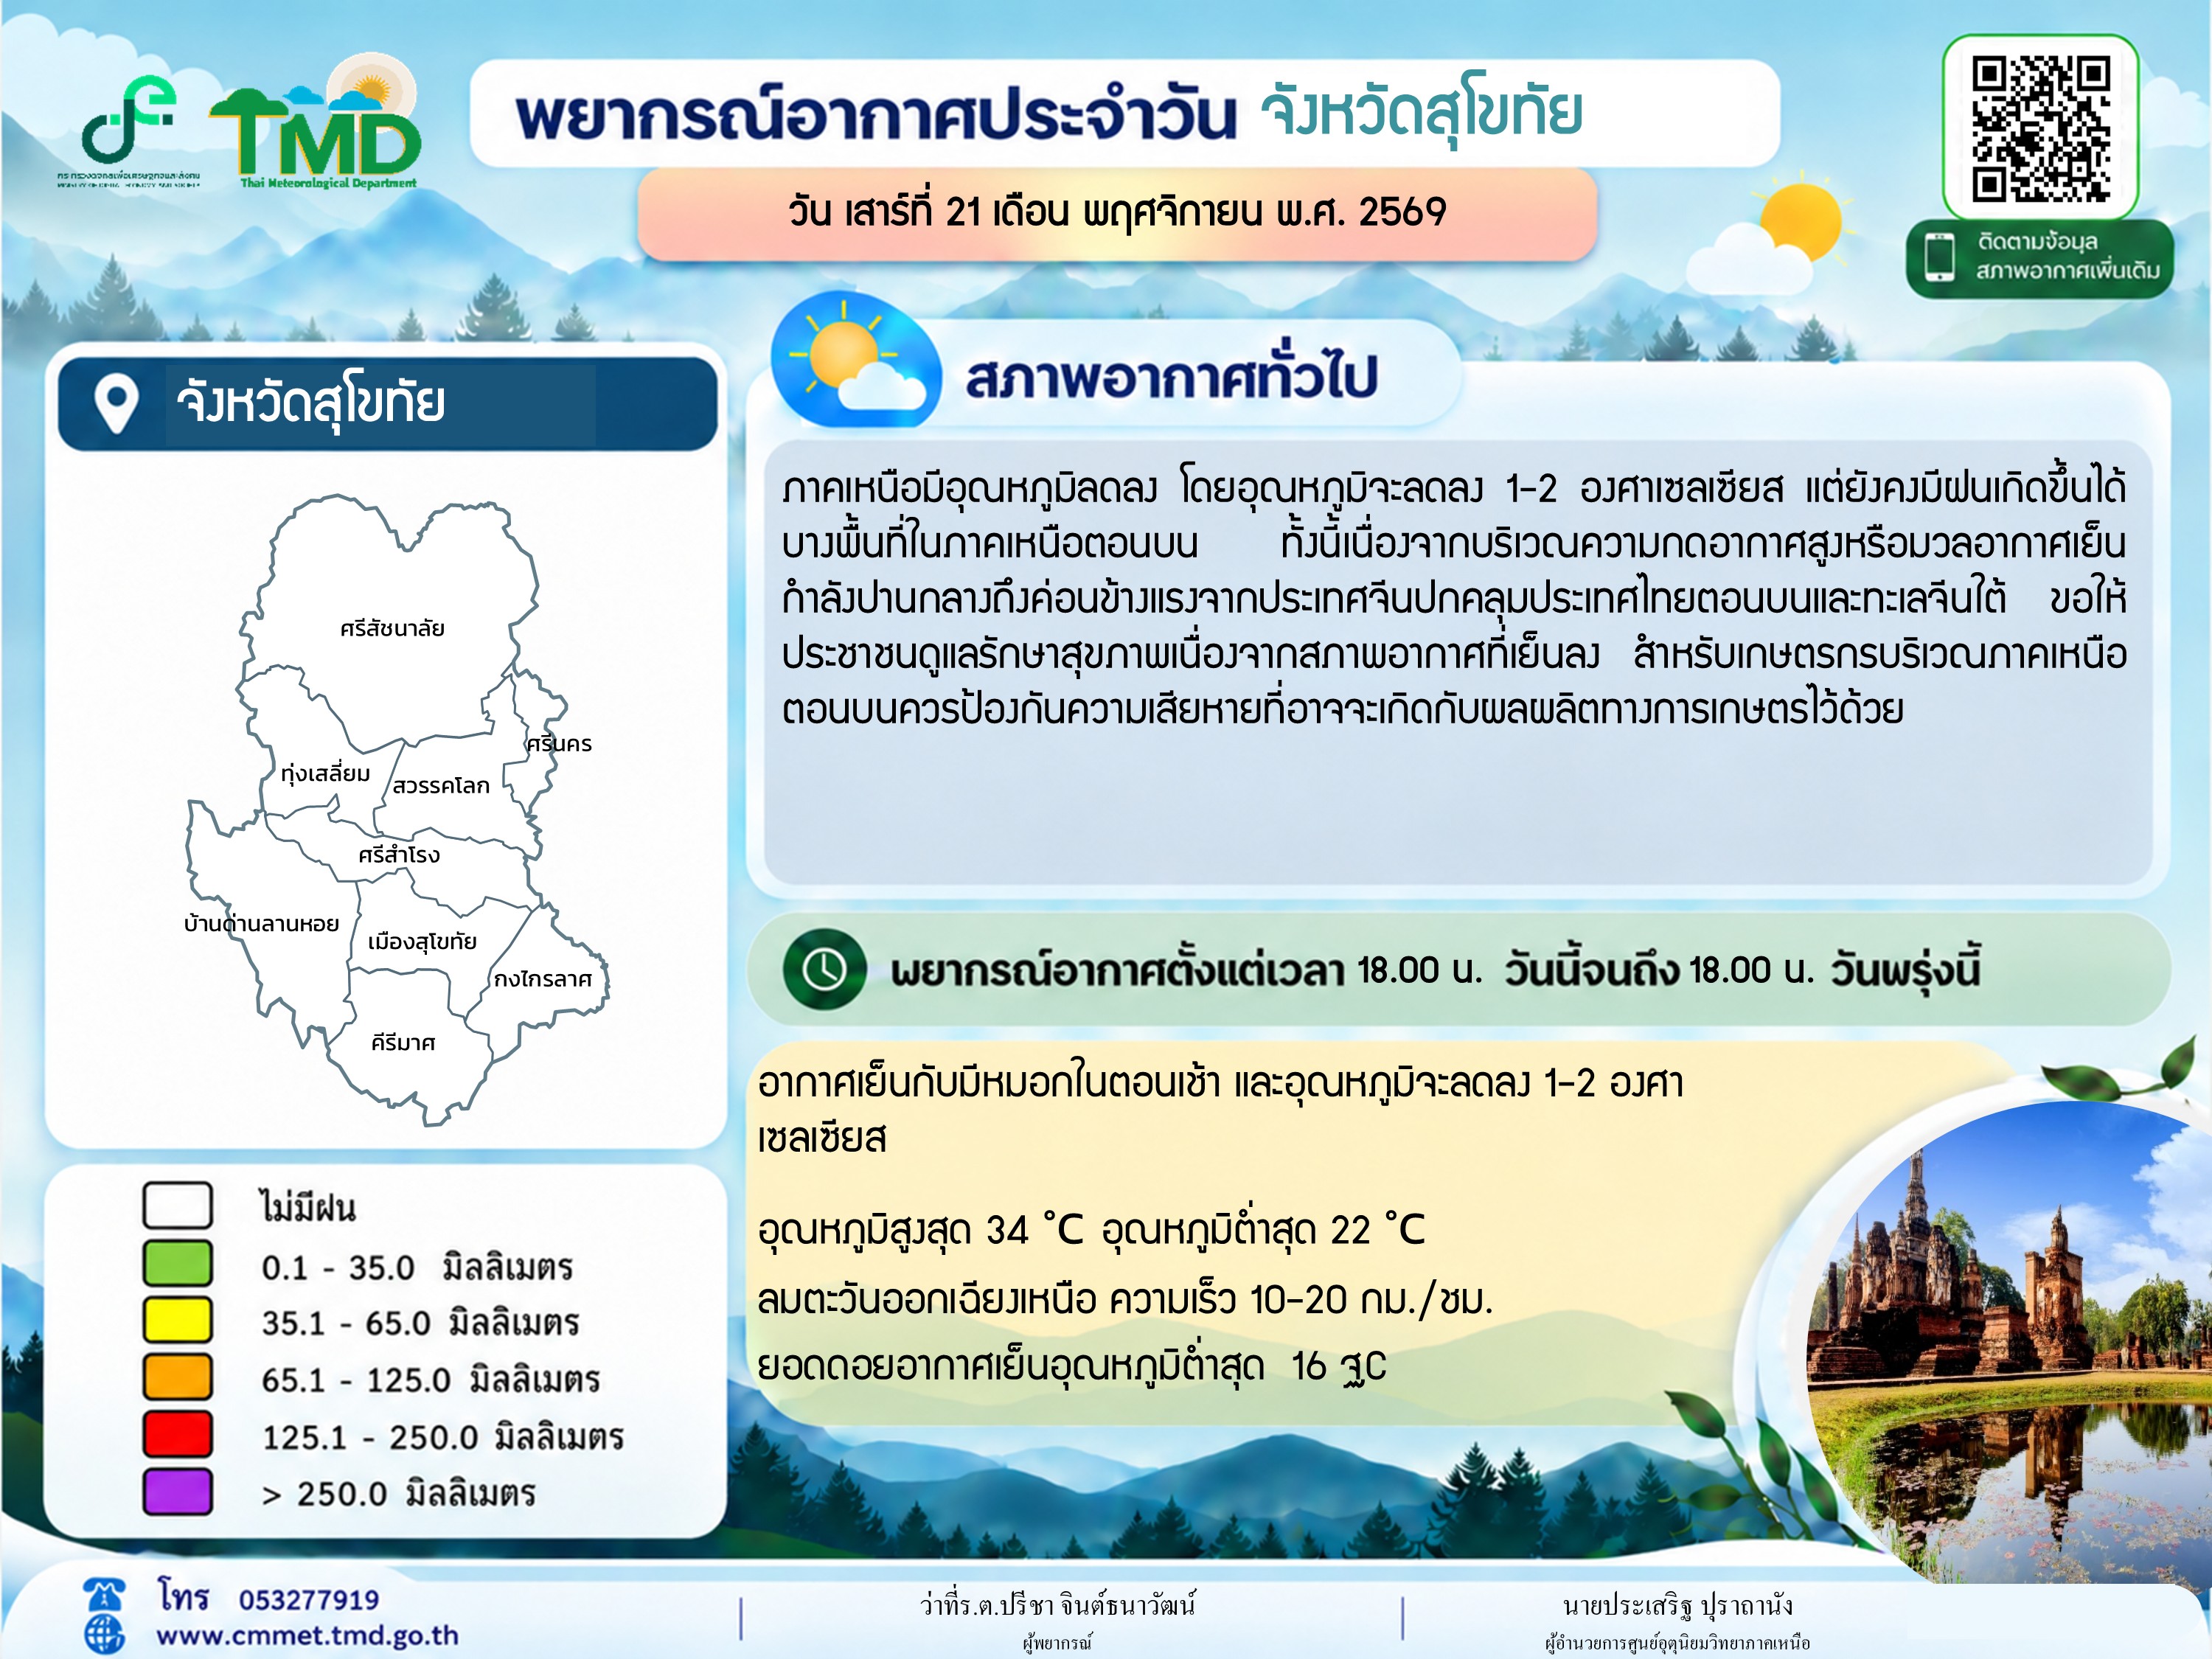 พยากรณ์อากาศประจำวัน จังหวัดสุโขทัย
TMD
Thai Meteorological Department
วัน เสาร์ที่ 21 เดือน พฤศจิกายน พ.ศ. 2569
ติดตามข้อมูล
สภาพอากาศเพิ่มเติม
จังหวัดสุโขทัย
ศรีสัชนาลัย
ศรีนคร
ทุ่งเสลี่ยม
สวรรคโลก
ศรีสำโรง
บ้านด่านลานหอย
เมืองสุโขทัย
กงไกรลาศ
คีรีมาศ
ไม่มีฝน
0.1 - 35.0 มิลลิเมตร
35.1 - 65.0 มิลลิเมตร
65.1 - 125.0 มิลลิเมตร
125.1 - 250.0 มิลลิเมตร
> 250.0 มิลลิเมตร
สภาพอากาศทั่วไป
ภาคเหนือมีอุณหภูมิลดลง โดยอุณหภูมิจะลดลง 1-2 องศาเซลเซียส แต่ยังคงมีฝนเกิดขึ้นได้
บางพื้นที่ในภาคเหนือตอนบน ทั้งนี้เนื่องจากบริเวณความกดอากาศสูงหรือมวลอากาศเย็น
กำลังปานกลางถึงค่อนข้างแรงจากประเทศจีนปกคลุมประเทศไทยตอนบนและทะเลจีนใต้ ขอให้
ประชาชนดูแลรักษาสุขภาพเนื่องจากสภาพอากาศที่เย็นลง สำหรับเกษตรกรบริเวณภาคเหนือ
ตอนบนควรป้องกันความเสียหายที่อาจจะเกิดกับผลผลิตทางการเกษตรไว้ด้วย
พยากรณ์อากาศตั้งแต่เวลา 18.00 น. วันนี้จนถึง 18.00 น. วันพรุ่งนี้
อากาศเย็นกับมีหมอกในตอนเช้า และอุณหภูมิจะลดลง 1-2 องศา
เซลเซียส
อุณหภูมิสูงสุด 34 °C อุณหภูมิต่ำสุด 22 °C
ลมตะวันออกเฉียงเหนือ ความเร็ว 10-20 กม./ชม.
ยอดดอยอากาศเย็นอุณหภูมิต่ำสุด 16 ฐC
โทร 053277919
www.cmmet.tmd.go.th
ว่าที่ร.ต.ปรีชา จินต์ธนาวัฒน์
ผู้พยากรณ์
นายประเสริฐ ปุราถานัง
ผู้อำนวยการศูนย์อุตุนิยมวิทยาภาคเหนือ